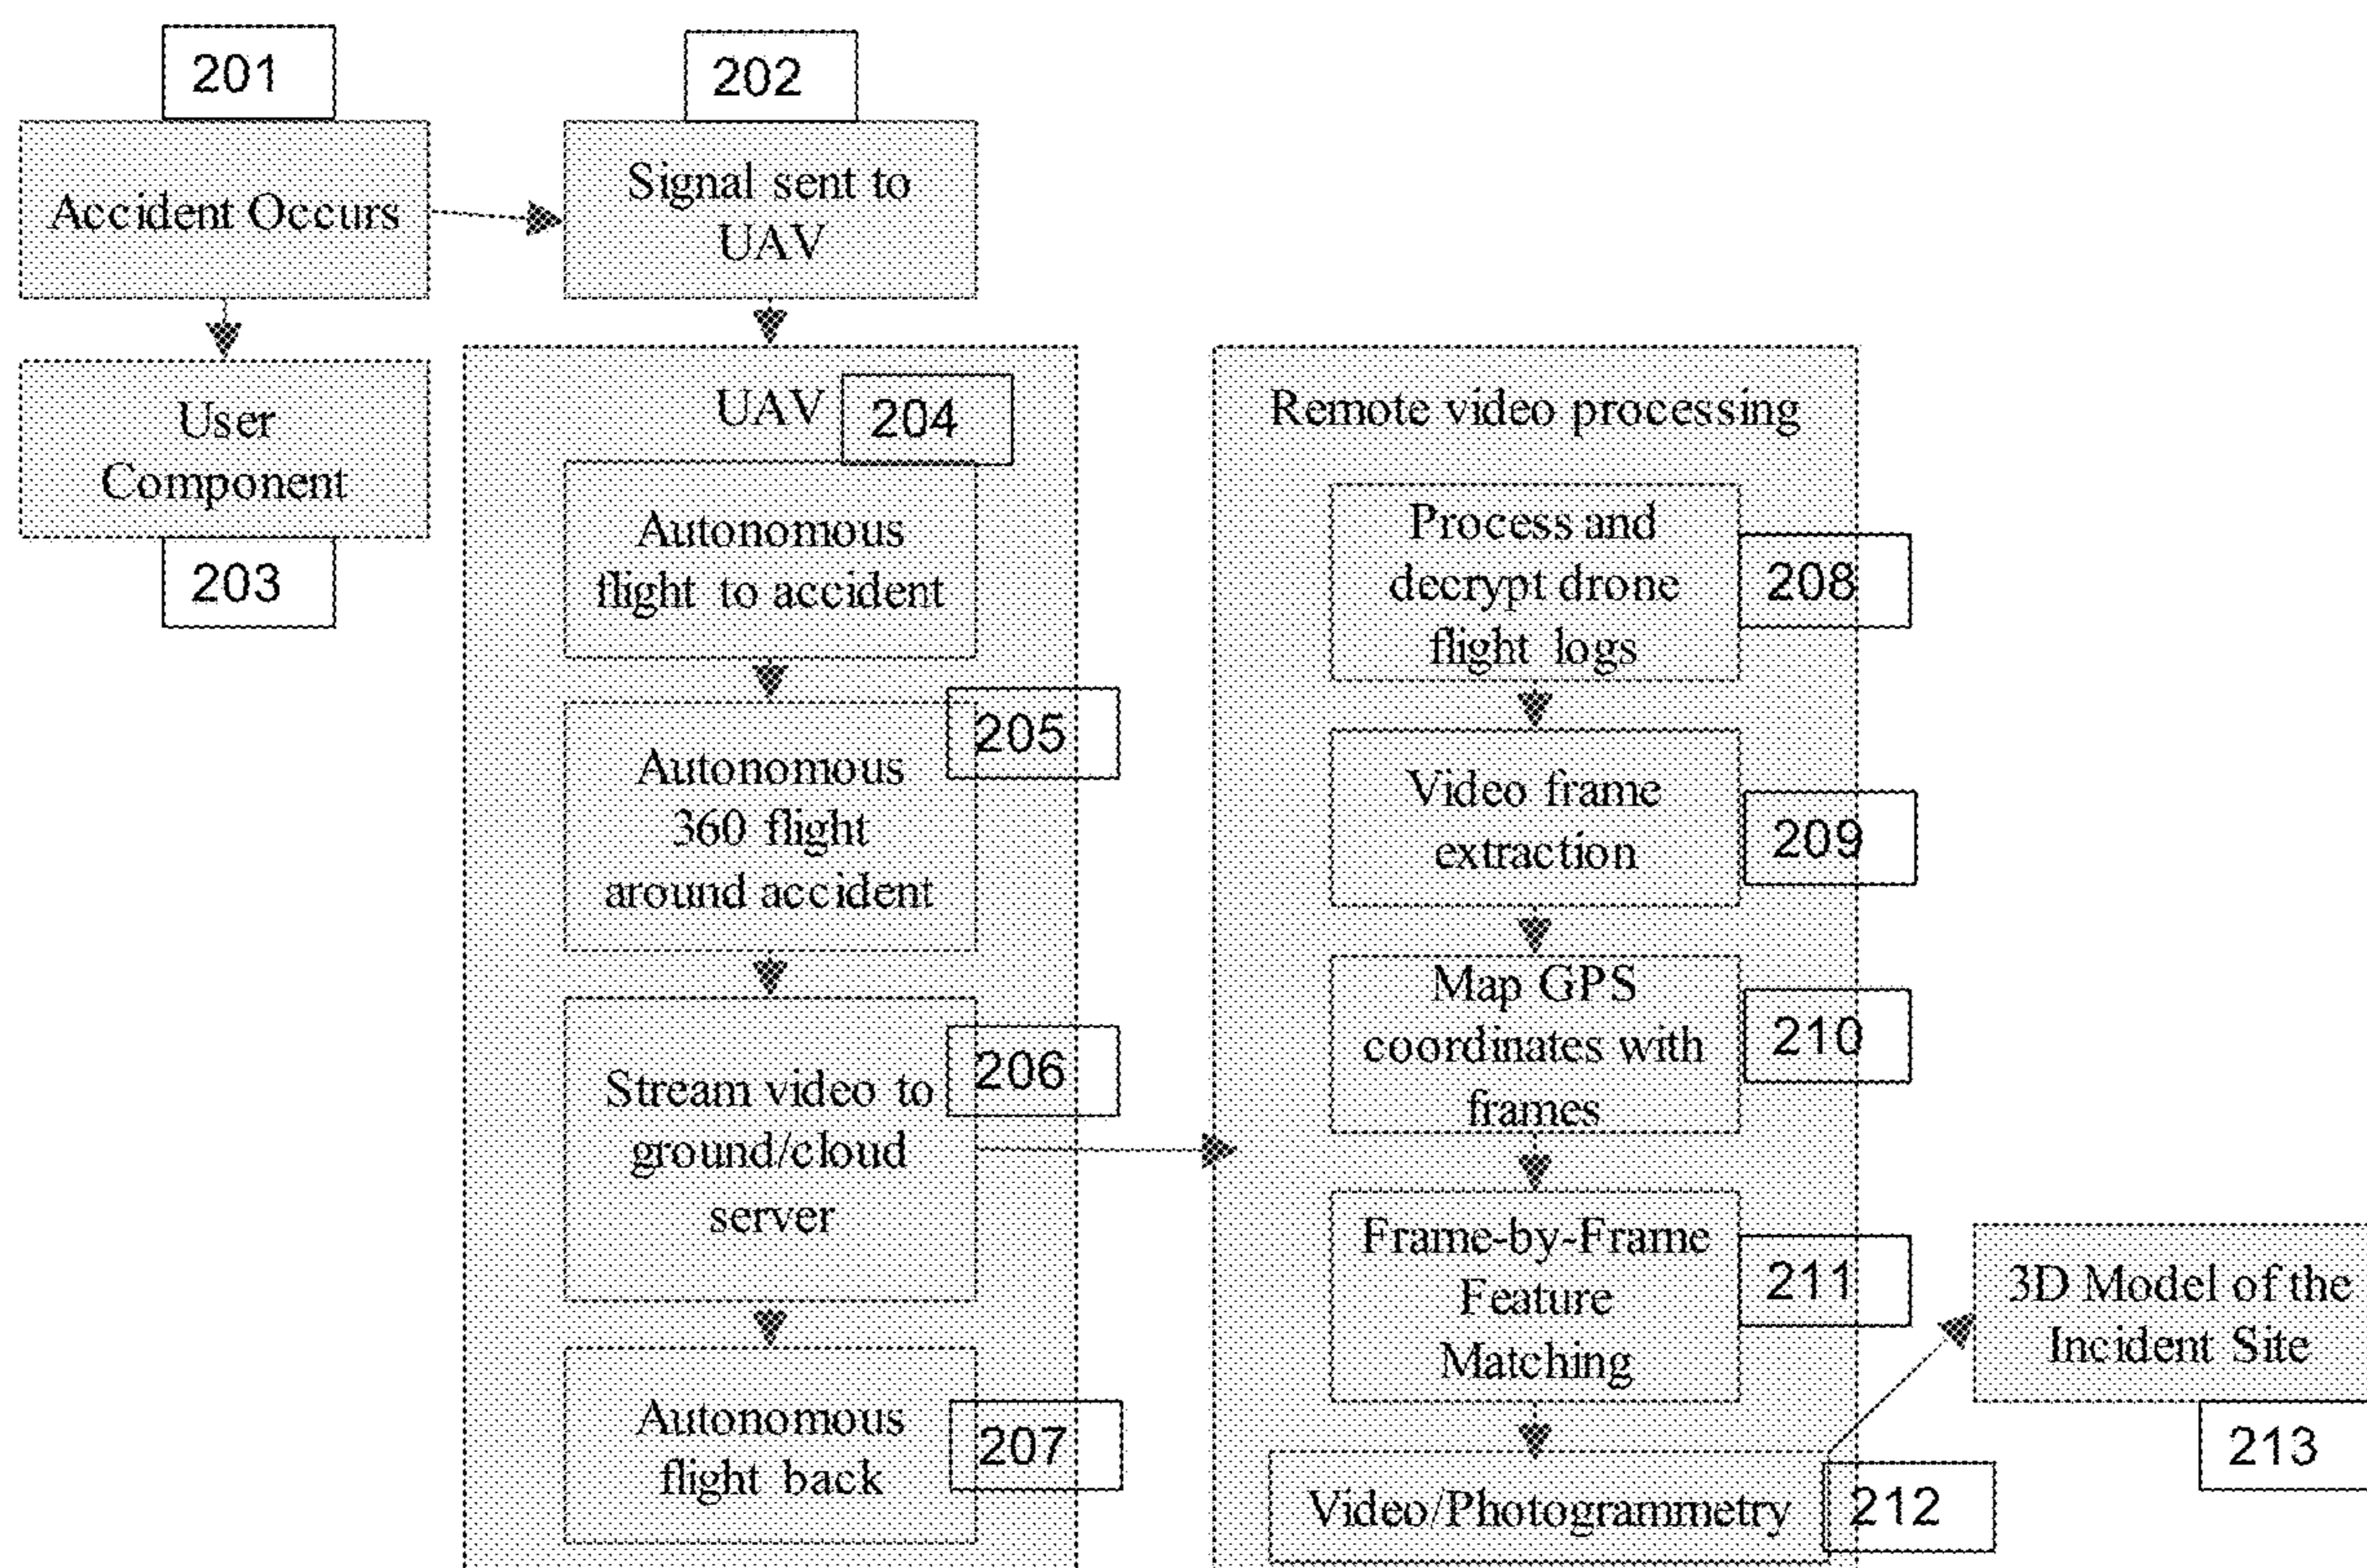 201
Accident Occurs
202
Signal sent to
UAV
User
Component
203
UAV
204
Autonomous
flight to accident
205
Autonomous
360 flight
around accident
206
Stream video to
ground/cloud
server
Autonomous
flight back
207
Remote video processing
Process and
decrypt drone
flight logs
208
Video frame
extraction
209
Map GPS
coordinates with
frames
210
Frame-by-Frame
Feature
Matching
211
Video/Photogrammetry
212
3D Model of the
Incident Site
213